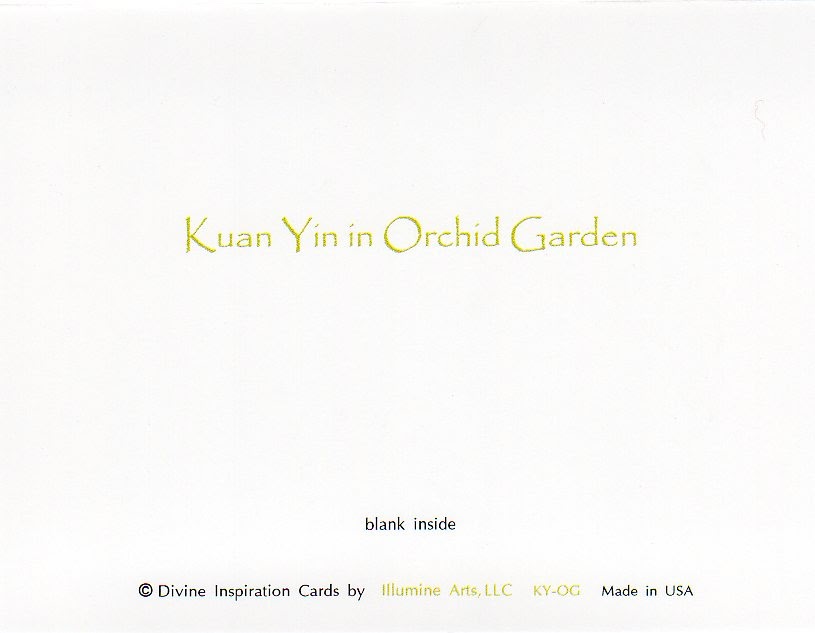 Kuan Yin in Orchid Garden
blank inside
© Divine Inspiration Cards by Illumine Arts, LLC KY-OG Made in USA